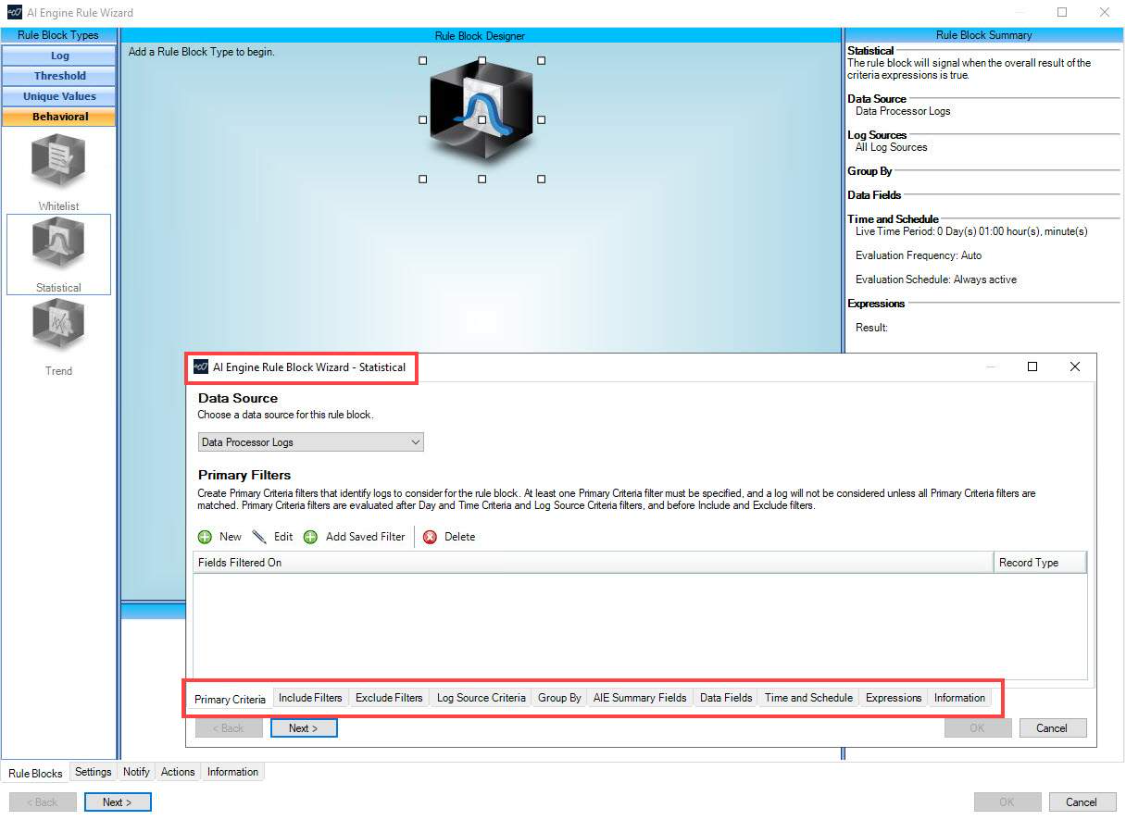 AI Engine Rule Wizard
Rule Block Types
Log
Threshold
Unique Values
Behavioral
Whitelist
Statistical
Trend
Rule Block Designer
Add a Rule Block Type to begin.
Rule Block Summary
Statistical
The rule block will signal when the overall result of the
criteria expressions is true.
Data Source
Data Processor Logs
Log Sources
All Log Sources
Group By
Data Fields
Time and Schedule
Live Time Period: 0 Day(s) 01:00 hour(s), minute(s)
Evaluation Frequency: Auto
Evaluation Schedule: Always active
Expressions
Result:
AI Engine Rule Block Wizard - Statistical
Data Source
Choose a data source for this rule block.
Data Processor Logs
Primary Filters
Create Primary Criteria filters that identify logs to consider for the rule block. At least one Primary Criteria filter must be specified, and a log will not be considered unless all Primary Criteria filters are
matched. Primary Criteria filters are evaluated after Day and Time Criteria and Log Source Criteria filters, and before Include and Exclude filters.
New Edit Add Saved Filter Delete
Fields Filtered On Record Type
Primary Criteria Include Filters Exclude Filters Log Source Criteria Group By AIE Summary Fields Data Fields Time and Schedule Expressions Information
< Back Next > OK Cancel
Rule Blocks Settings Notify Actions Information
< Back Next > OK Cancel